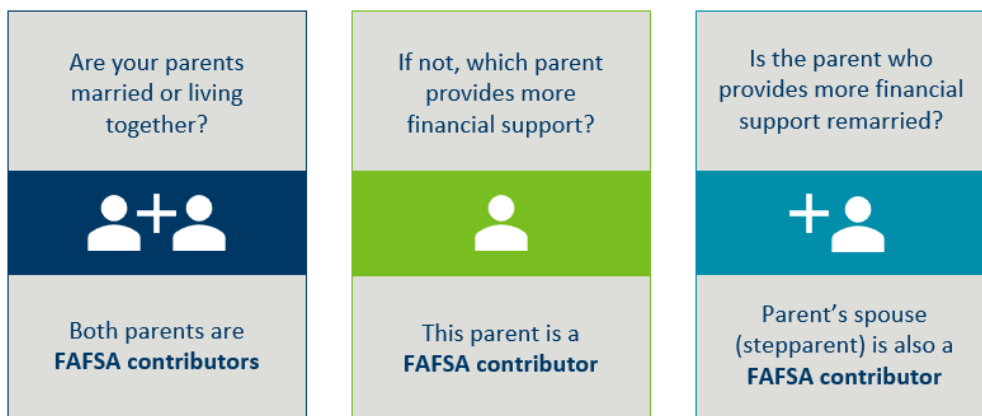 Are your parents
married or living
together?
Both parents are
FAFSA contributors
If not, which parent
provides more
financial support?
This parent is a
FAFSA contributor
Is the parent who
provides more financial
support remarried?
Parent's spouse
(stepparent) is also a
FAFSA contributor